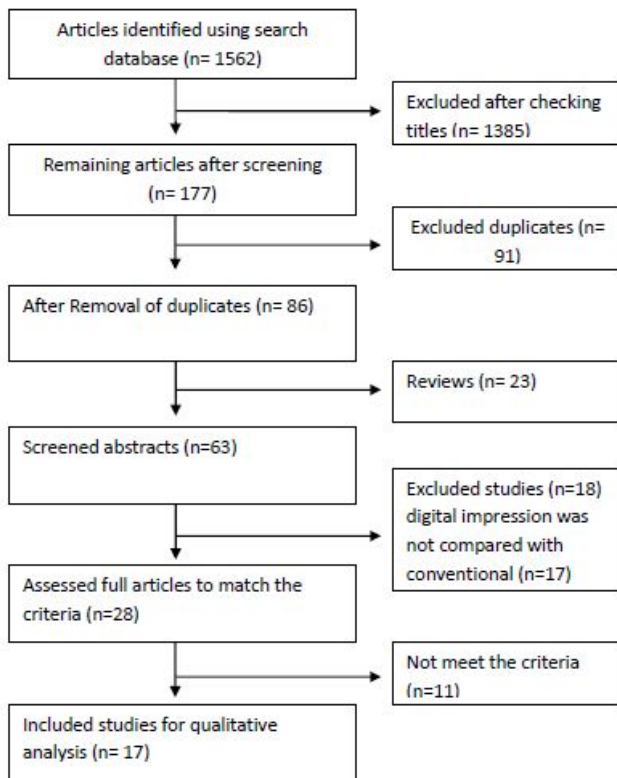 Articles identified using search
database (n= 1562)
Excluded after checking
titles (n= 1385)
Remaining articles after screening
(n= 177)
Excluded duplicates (n=
91)
After Removal of duplicates (n= 86)
Reviews (n= 23)
Screened abstracts (n=63)
Excluded studies (n=18)
digital impression was
not compared with
conventional (n=17)
Assessed full articles to match the
criteria (n=28)
Not meet the criteria
(n=11)
Included studies for qualitative
analysis (n= 17)